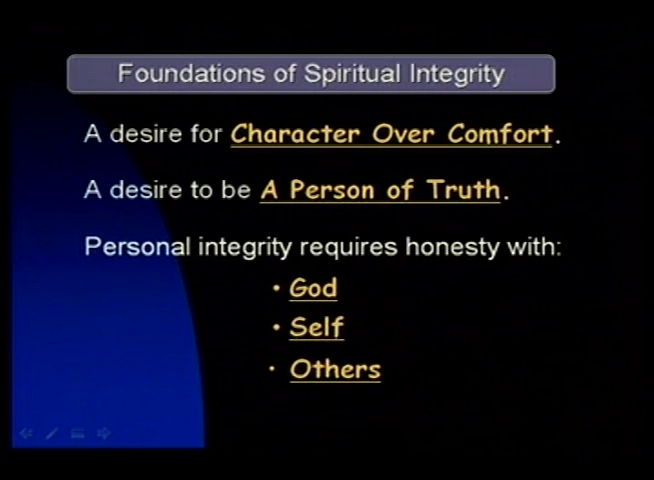 Foundations of Spiritual Integrity
A desire for Character Over Comfort.
A desire to be A Person of Truth.
Personal integrity requires honesty with:
• God
• Self
• Others